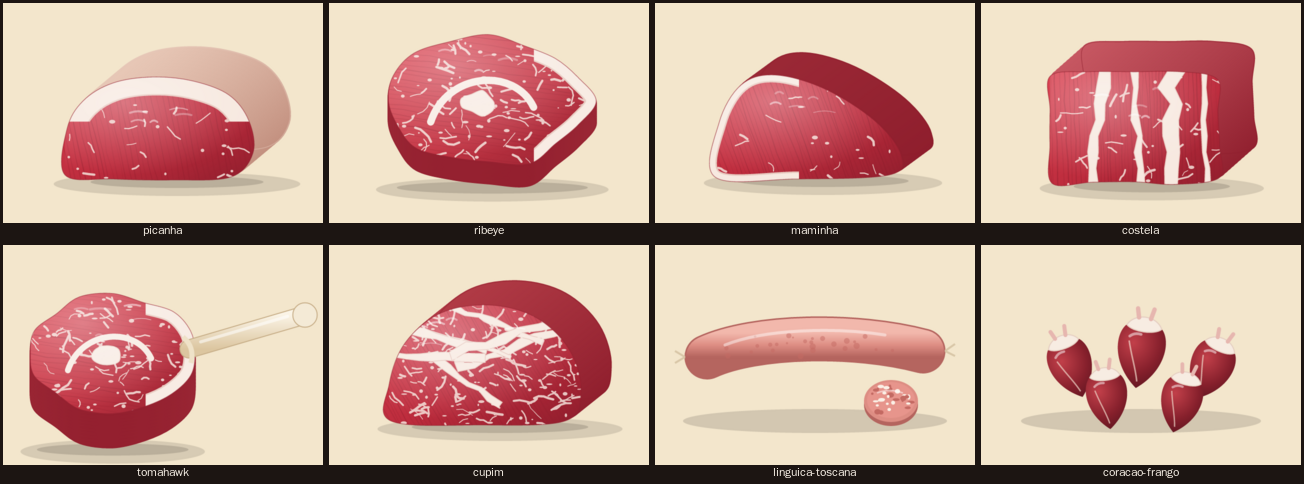 picanha
ribeye
maminha
costela
tomahawk
cupim
linguica-toscana
coracao-frango